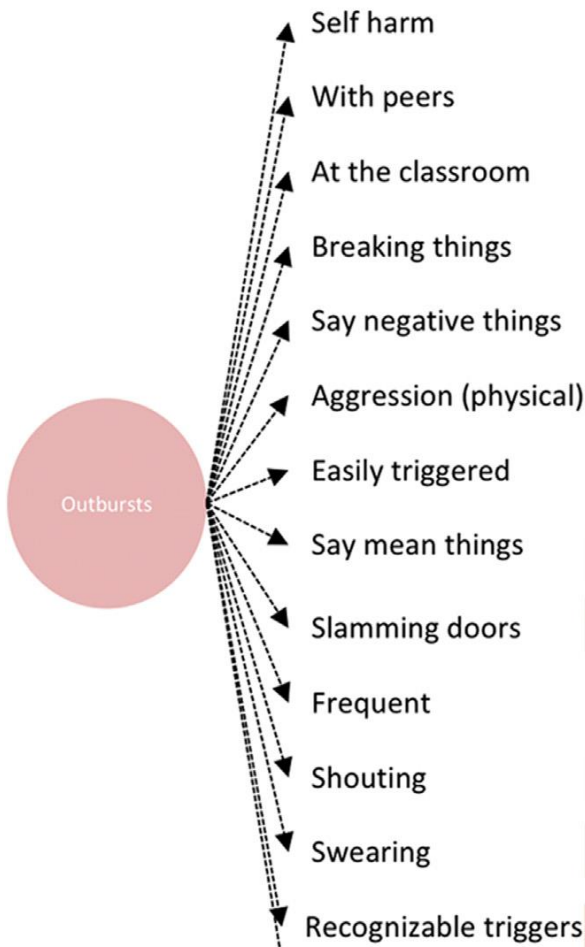 Self harm
With peers
At the classroom
Breaking things
Say negative things
Aggression (physical)
Easily triggered
Outbursts
Say mean things
Slamming doors
Frequent
Shouting
Swearing
Recognizable triggers